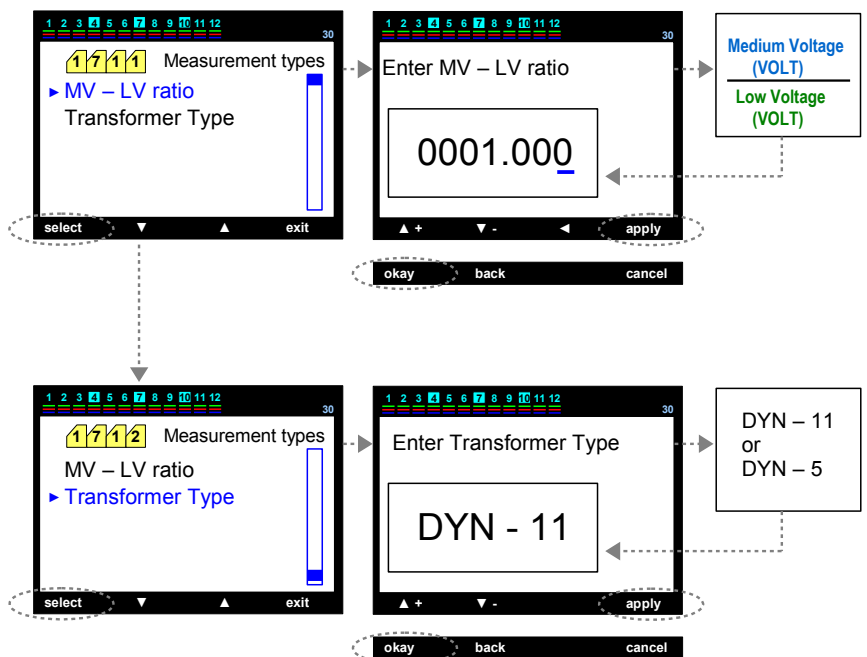 1 2 3 4 5 6 7 8 9 10 11 12
30
1 7 1 1 Measurement types
► MV – LV ratio
Transformer Type
select ▼ ▲ exit
1 2 3 4 5 6 7 8 9 10 11 12
30
Enter MV – LV ratio
0001.000
▲ + ▼ - ◄ apply
okay back cancel
Medium Voltage
(VOLT)
Low Voltage
(VOLT)
1 2 3 4 5 6 7 8 9 10 11 12
30
1 7 1 2 Measurement types
MV – LV ratio
► Transformer Type
select ▼ ▲ exit
1 2 3 4 5 6 7 8 9 10 11 12
30
Enter Transformer Type
DYN - 11
▲ + ▼ - apply
okay back cancel
DYN – 11
or
DYN – 5